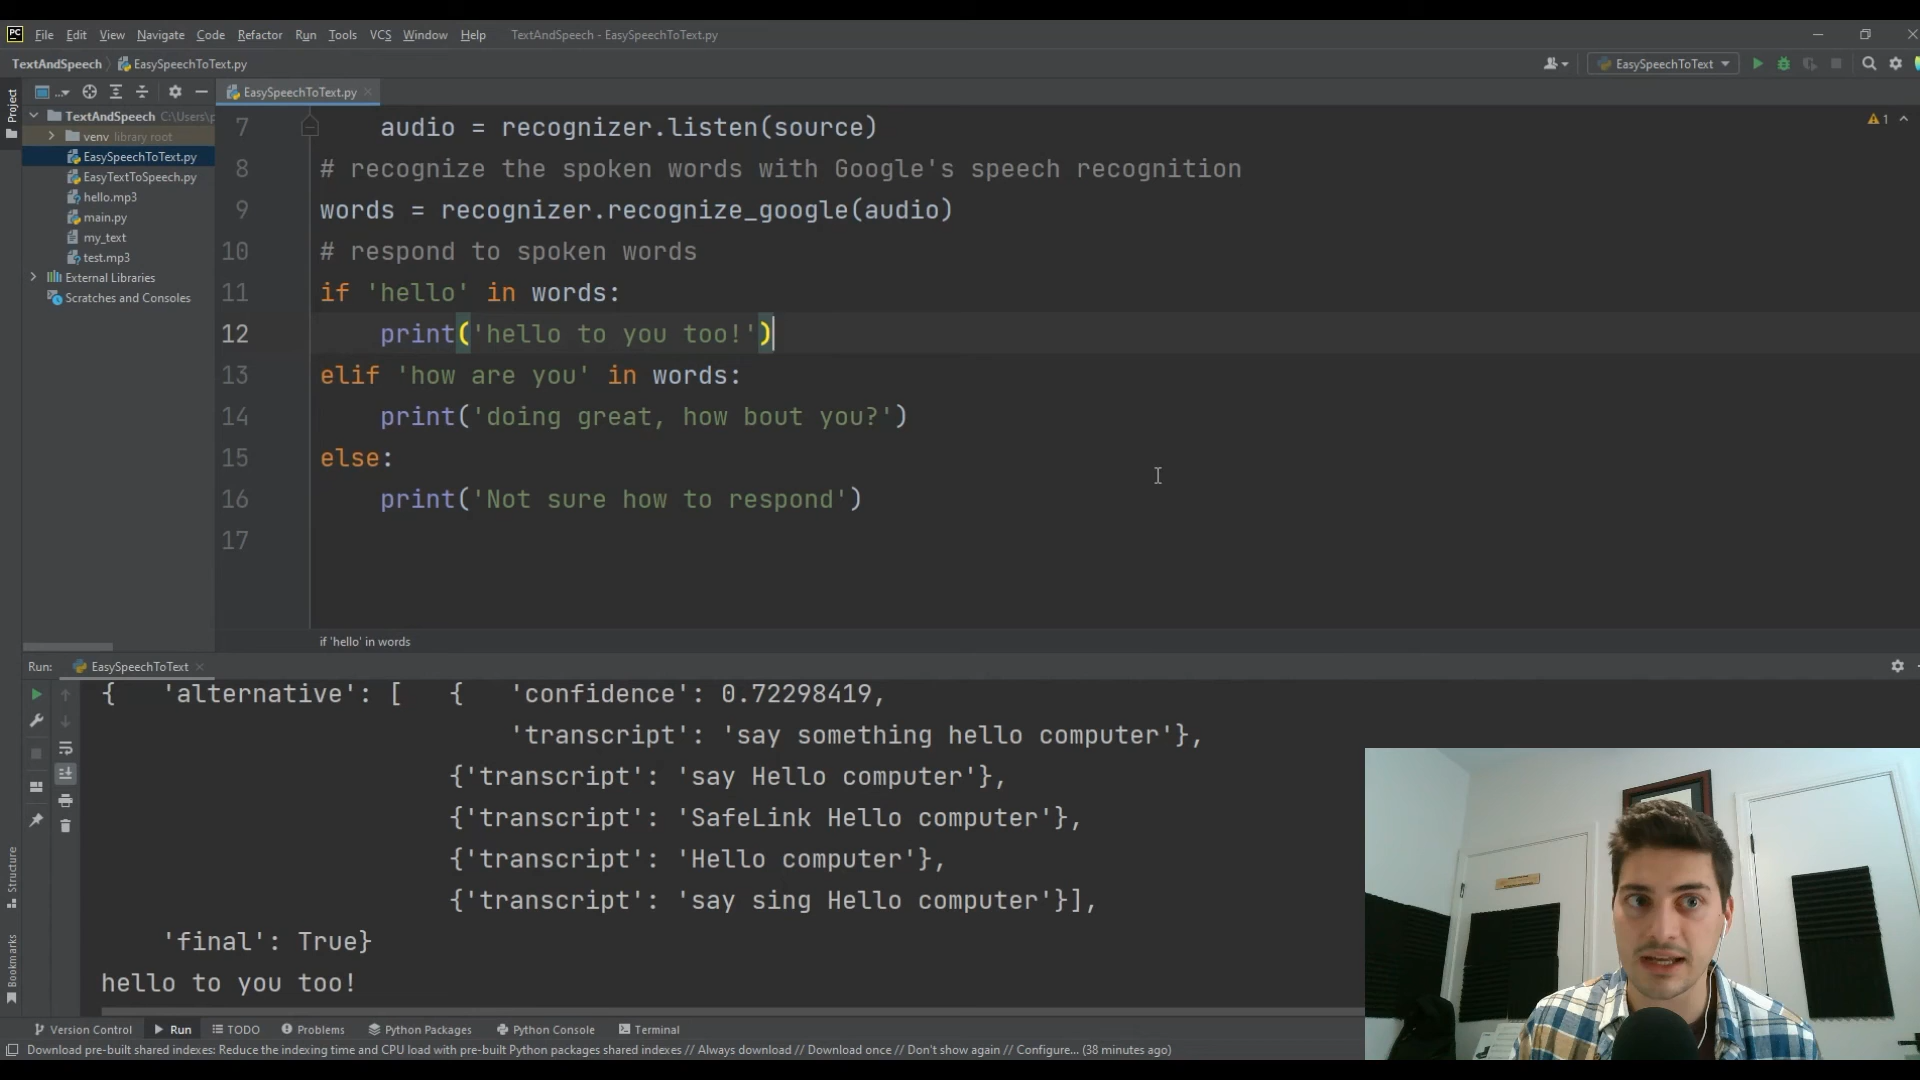 PC File Edit View Navigate Code Refactor Run Tools VCS Window Help TextAndSpeech - EasySpeechToText.py
TextAndSpeech EasySpeechToText.py EasySpeechToText
Project
EasySpeechToText.py
TextAndSpeech C:\Users\p
venv library root
EasySpeechToText.py
EasyTextToSpeech.py
hello.mp3
main.py
my_text
test.mp3
External Libraries
Scratches and Consoles
1
7 audio = recognizer.listen(source)
8 # recognize the spoken words with Google's speech recognition
9 words = recognizer.recognize_google(audio)
10 # respond to spoken words
11 if 'hello' in words:
12 print('hello to you too!')
13 elif 'how are you' in words:
14 print('doing great, how bout you?')
15 else:
16 print('Not sure how to respond')
17
if 'hello' in words
Run: EasySpeechToText
{ 'alternative': [ { 'confidence': 0.72298419,
'transcript': 'say something hello computer'},
{'transcript': 'say Hello computer'},
{'transcript': 'SafeLink Hello computer'},
{'transcript': 'Hello computer'},
{'transcript': 'say sing Hello computer'}],
'final': True}
hello to you too!
Structure
Bookmarks
Version Control Run TODO Problems Python Packages Python Console Terminal
Download pre-built shared indexes: Reduce the indexing time and CPU load with pre-built Python packages shared indexes // Always download // Download once // Don't show again // Configure... (38 minutes ago)